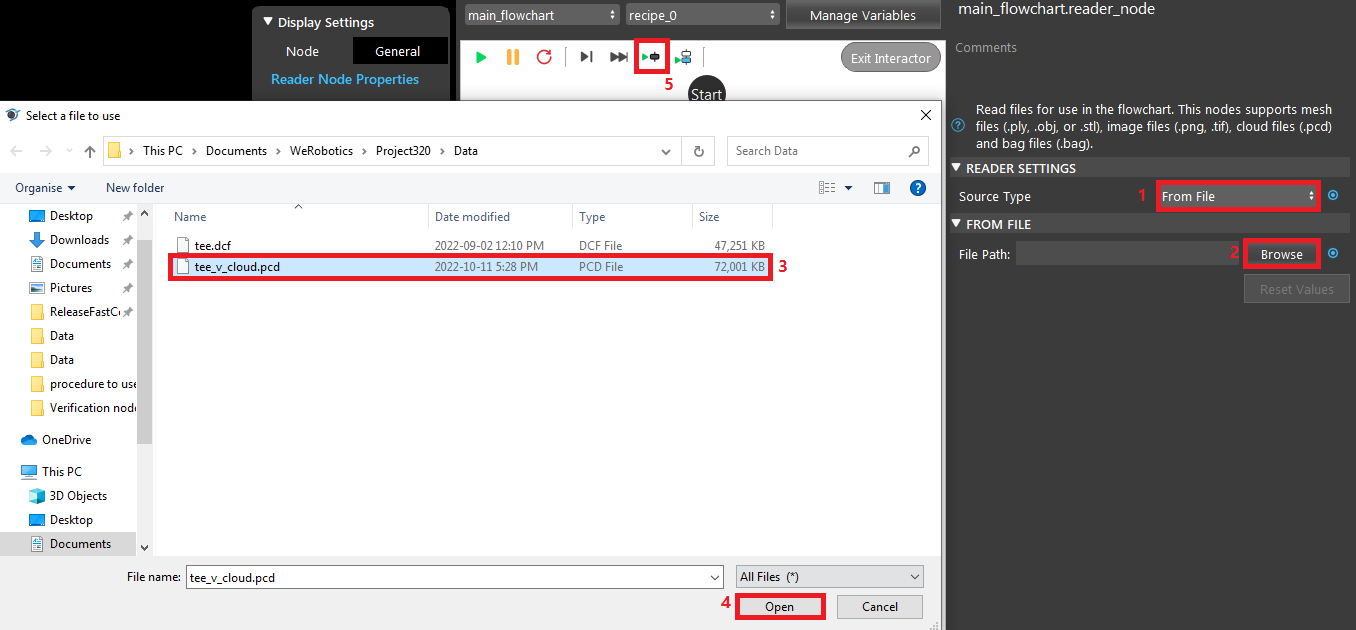 Display Settings
Node
General
Reader Node Properties
main_flowchart
recipe_0
Manage Variables
Exit Interactor
5
Start
main_flowchart.reader_node
Comments
Read files for use in the flowchart. This nodes supports mesh
files (.ply, .obj, or .stl), image files (.png, .tif), cloud files (.pcd)
and bag files (.bag).
READER SETTINGS
Source Type
1
From File
FROM FILE
File Path:
2
Browse
Reset Values
Select a file to use
This PC > Documents > WeRobotics > Project320 > Data
Search Data
Organise
New folder
Desktop
Downloads
Documents
Pictures
ReleaseFastCo
Data
Data
procedure to use
Verification node
OneDrive
This PC
3D Objects
Desktop
Documents
Name Date modified Type Size
tee.dcf 2022-09-02 12:10 PM DCF File 47,251 KB
tee_v_cloud.pcd 2022-10-11 5:28 PM PCD File 72,001 KB
3
File name:
tee_v_cloud.pcd
All Files (*)
4
Open
Cancel